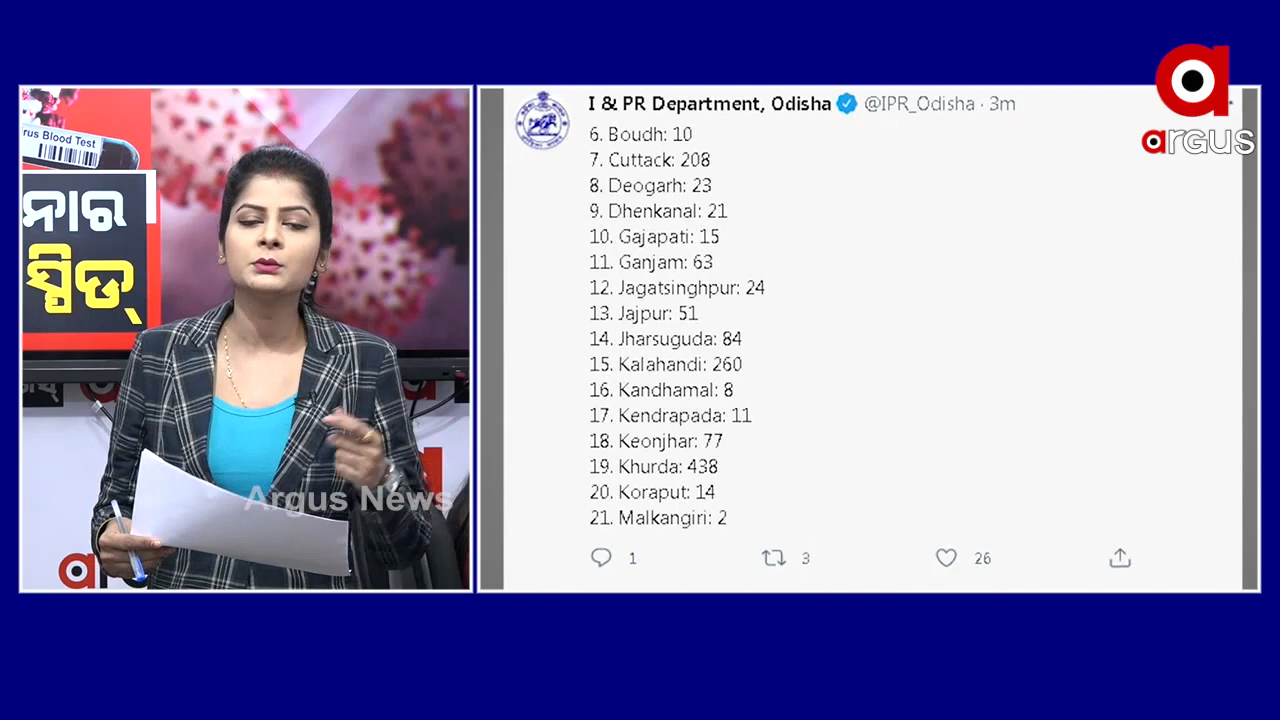 rus Blood Test
ନାର
ସ୍ପିଡ୍
Argus News
I & PR Department, Odisha @IPR_Odisha · 3m
6. Boudh: 10
7. Cuttack: 208
8. Deogarh: 23
9. Dhenkanal: 21
10. Gajapati: 15
11. Ganjam: 63
12. Jagatsinghpur: 24
13. Jajpur: 51
14. Jharsuguda: 84
15. Kalahandi: 260
16. Kandhamal: 8
17. Kendrapada: 11
18. Keonjhar: 77
19. Khurda: 438
20. Koraput: 14
21. Malkangiri: 2
1 3 26
argus